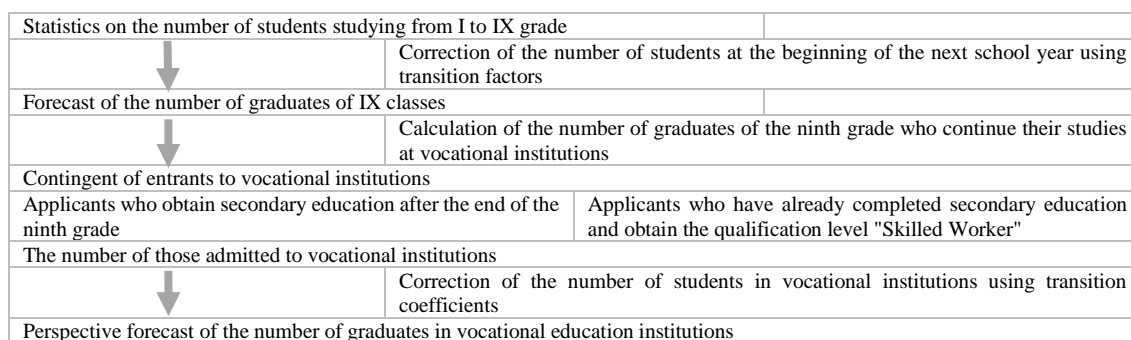 Statistics on the number of students studying from I to IX grade
Correction of the number of students at the beginning of the next school year using
transition factors
Forecast of the number of graduates of IX classes
Calculation of the number of graduates of the ninth grade who continue their studies
at vocational institutions
Contingent of entrants to vocational institutions
Applicants who obtain secondary education after the end of the
ninth grade
Applicants who have already completed secondary education
and obtain the qualification level "Skilled Worker"
The number of those admitted to vocational institutions
Correction of the number of students in vocational institutions using transition
coefficients
Perspective forecast of the number of graduates in vocational education institutions